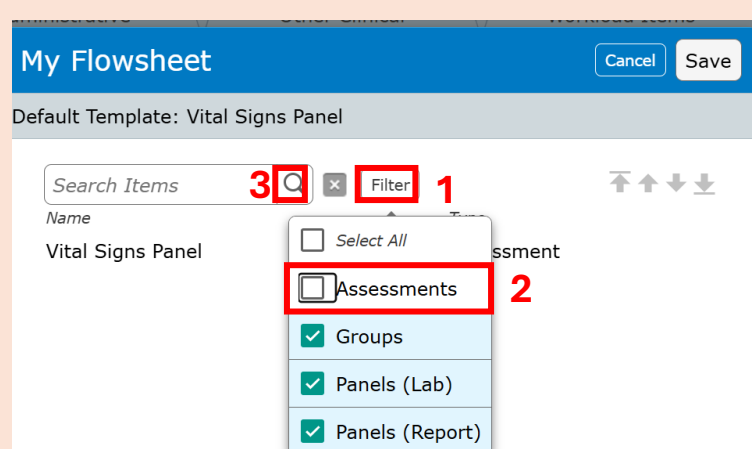 My Flowsheet Cancel Save
Default Template: Vital Signs Panel
Search Items 3 Filter 1
Name Type
Vital Signs Panel
Select All
Assessments 2
Groups
Panels (Lab)
Panels (Report)